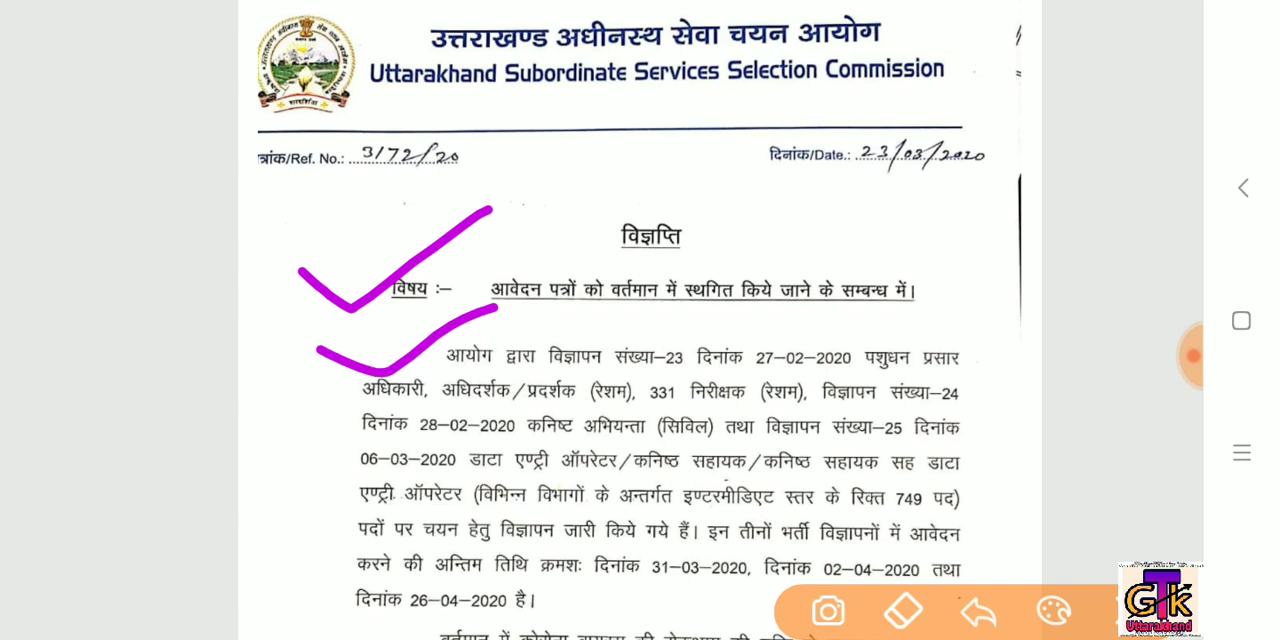 उत्तराखण्ड अधीनस्थ सेवा चयन आयोग
Uttarakhand Subordinate Services Selection Commission
त्रांक/Ref. No.: 3172/20 दिनांक/Date.: 23/03/2020
विज्ञप्ति
विषय :– आवेदन पत्रों को वर्तमान में स्थगित किये जाने के सम्बन्ध में।
आयोग द्वारा विज्ञापन संख्या–23 दिनांक 27–02–2020 पशुधन प्रसार
अधिकारी, अधिदर्शक/प्रदर्शक (रेशम), 331 निरीक्षक (रेशम), विज्ञापन संख्या–24
दिनांक 28–02–2020 कनिष्ट अभियन्ता (सिविल) तथा विज्ञापन संख्या–25 दिनांक
06–03–2020 डाटा एण्ट्री ऑपरेटर/कनिष्ठ सहायक/कनिष्ठ सहायक सह डाटा
एण्ट्री ऑपरेटर (विभिन्न विभागों के अन्तर्गत इण्टरमीडिएट स्तर के रिक्त 749 पद)
पदों पर चयन हेतु विज्ञापन जारी किये गये हैं। इन तीनों भर्ती विज्ञापनों में आवेदन
करने की अन्तिम तिथि क्रमशः दिनांक 31–03–2020, दिनांक 02–04–2020 तथा
दिनांक 26–04–2020 है।
वर्तमान में कोरोना वायरस की
GTk
Uttarakhand